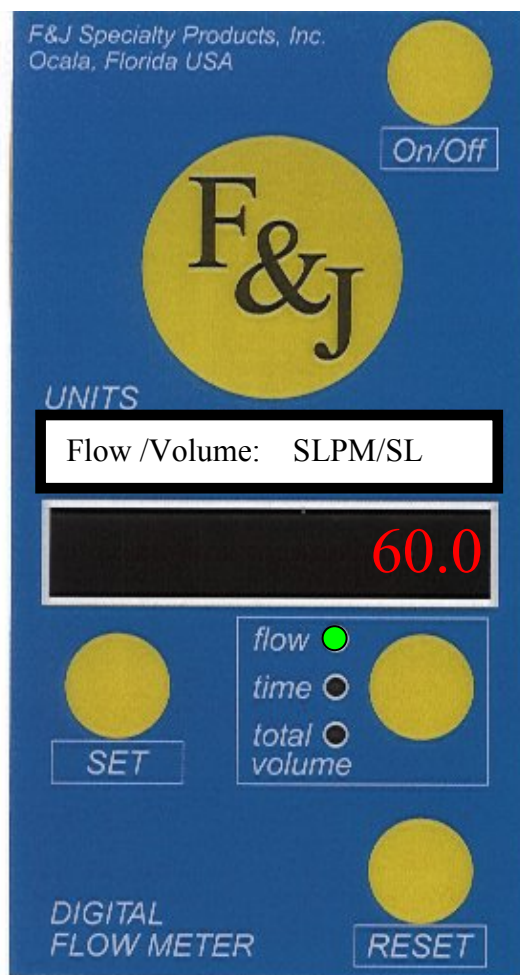 F&J Specialty Products, Inc.
Ocala, Florida USA
On/Off
F&J
UNITS
Flow /Volume: SLPM/SL
60.0
flow
time
total
volume
SET
DIGITAL
FLOW METER
RESET